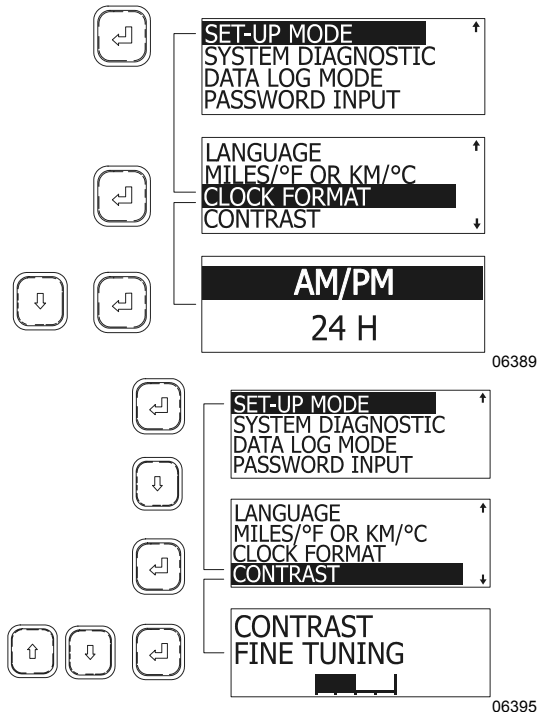 SET-UP MODE
SYSTEM DIAGNOSTIC
DATA LOG MODE
PASSWORD INPUT
LANGUAGE
MILES/°F OR KM/°C
CLOCK FORMAT
CONTRAST
AM/PM
24 H
06389
SET-UP MODE
SYSTEM DIAGNOSTIC
DATA LOG MODE
PASSWORD INPUT
LANGUAGE
MILES/°F OR KM/°C
CLOCK FORMAT
CONTRAST
CONTRAST
FINE TUNING
06395